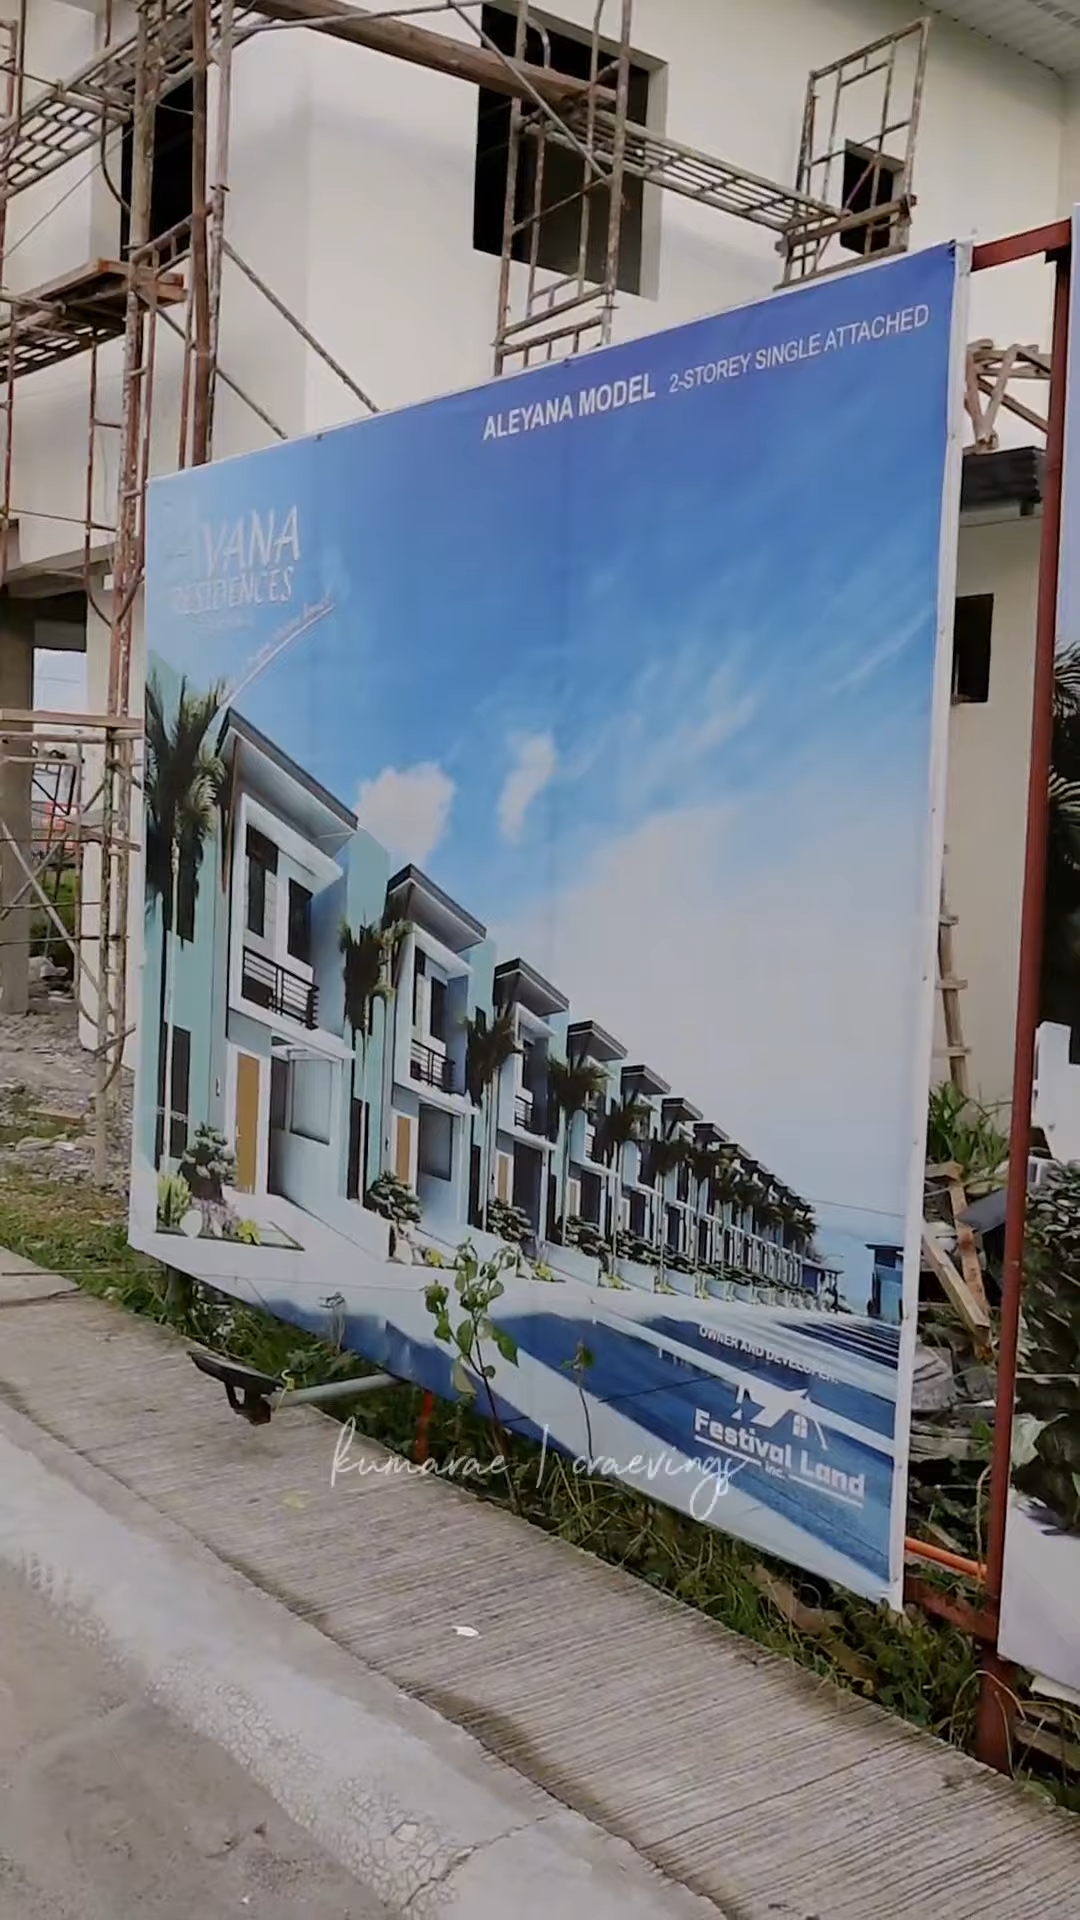 ALEYANA MODEL 2-STOREY SINGLE ATTACHED
VANA
RESIDENCES
OWNER AND DEVELOPER:
Festival Land
Inc.
kumarae | craevings